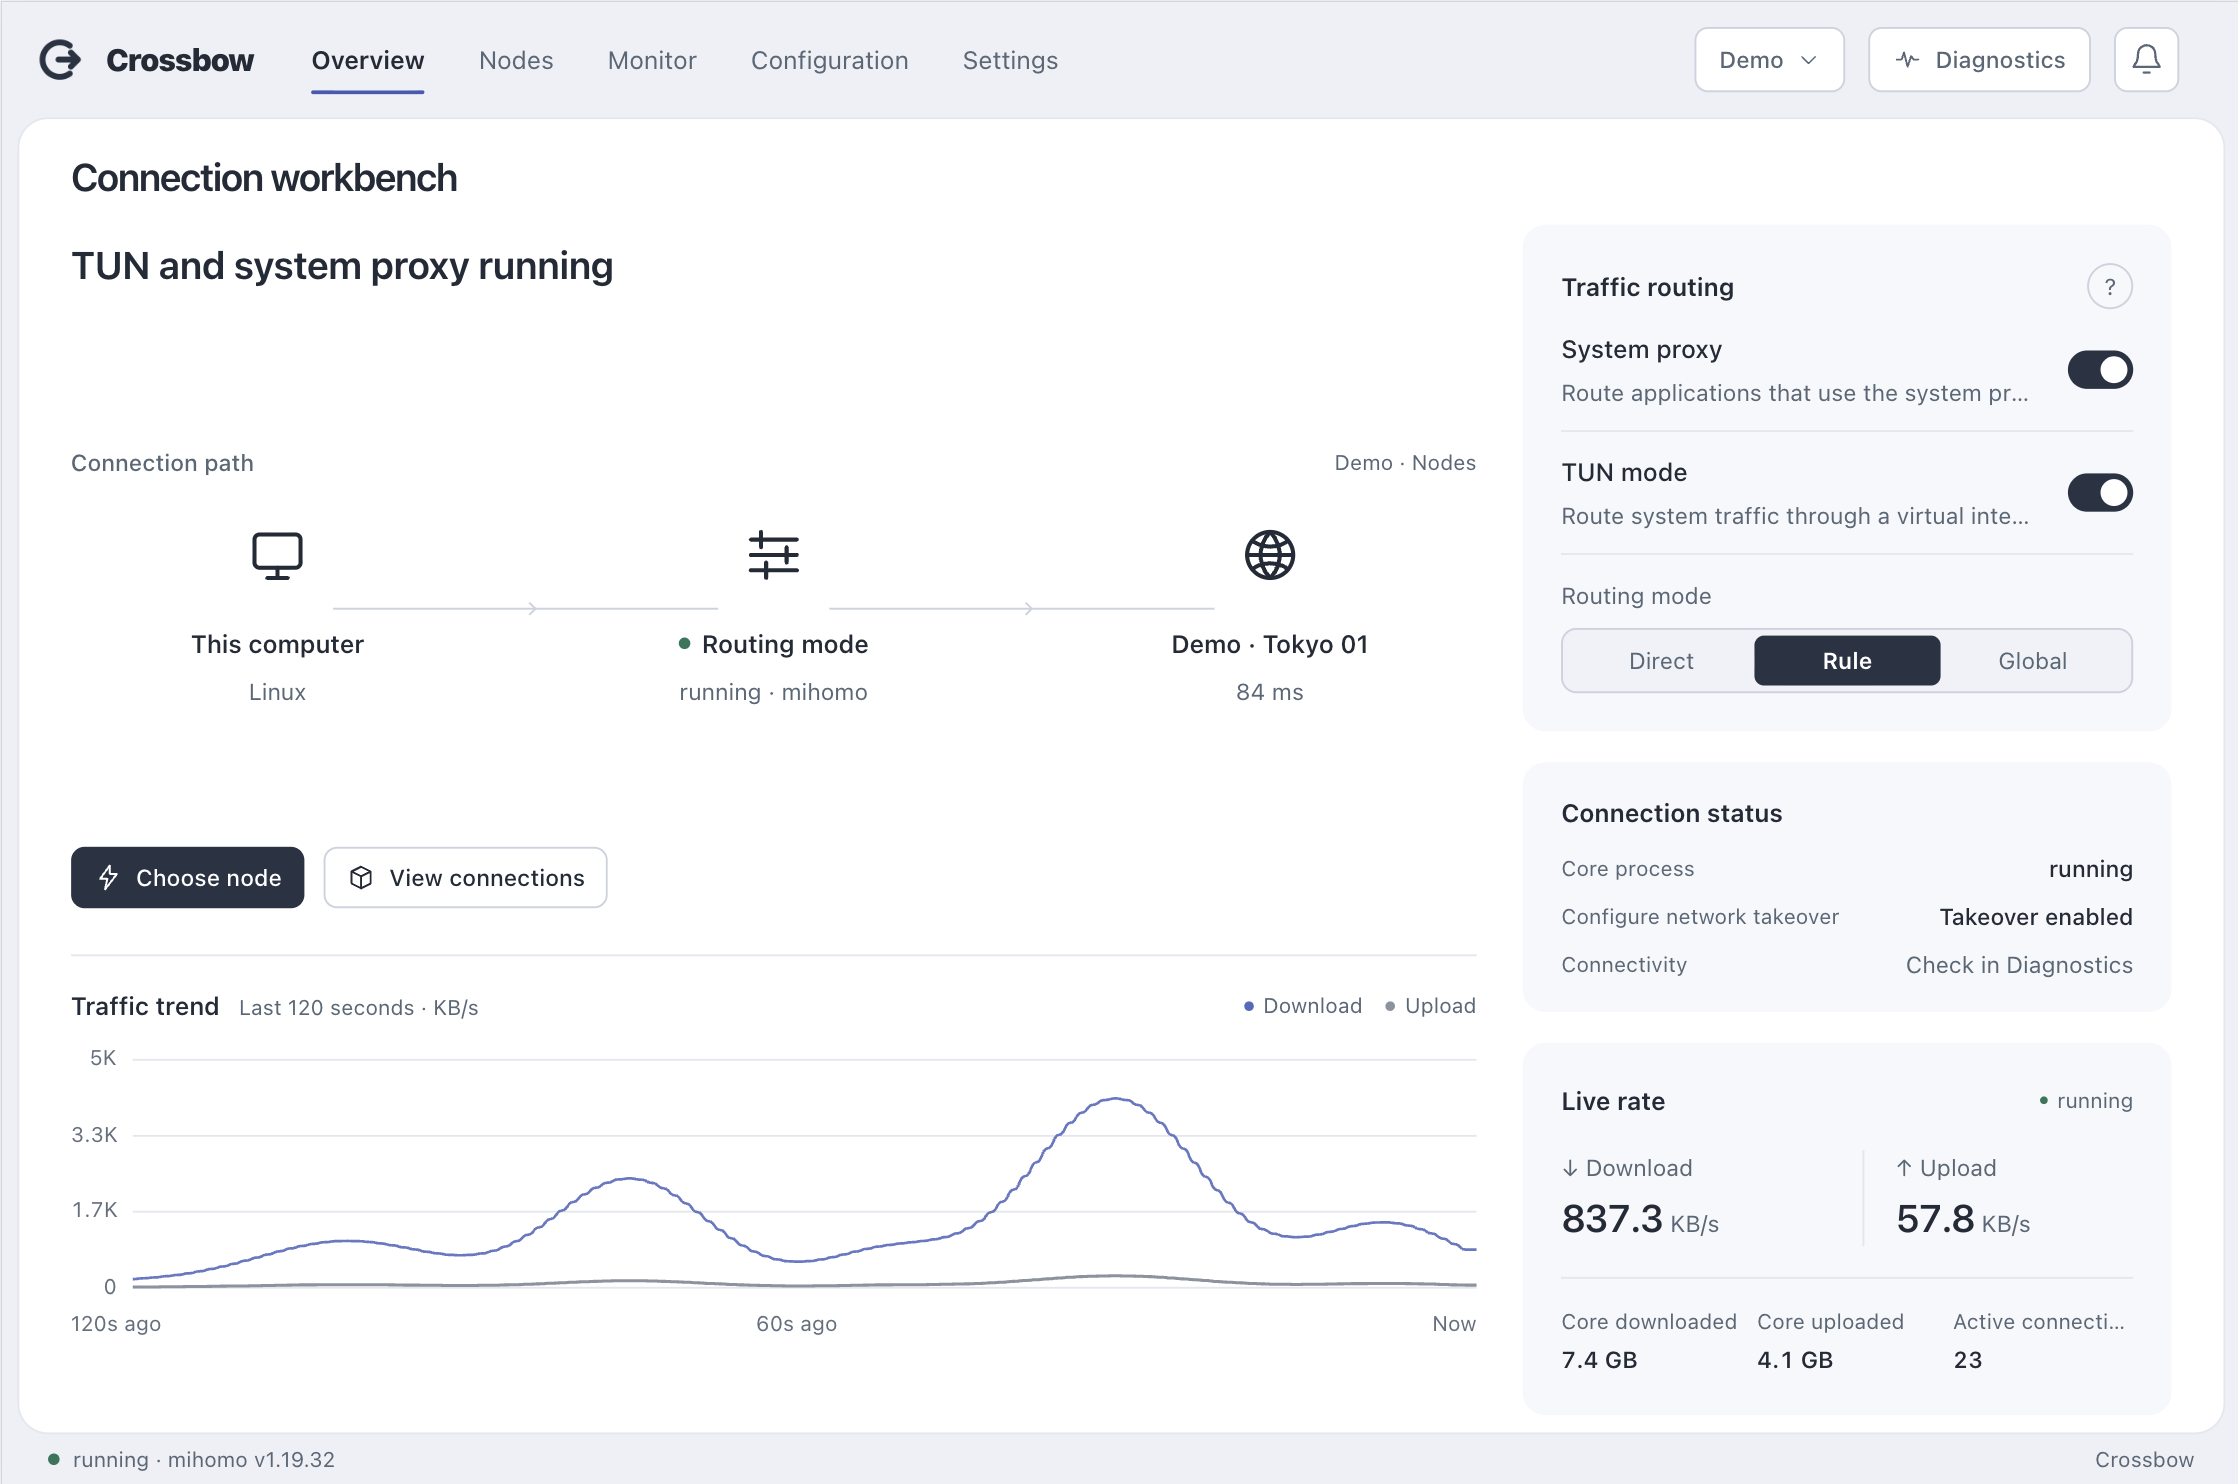 Crossbow
Overview
Nodes
Monitor
Configuration
Settings
Demo
Diagnostics
Connection workbench
TUN and system proxy running
Connection path
Demo · Nodes
This computer
Linux
Routing mode
running · mihomo
Demo · Tokyo 01
84 ms
Choose node
View connections
Traffic trend
Last 120 seconds · KB/s
Download
Upload
5K
3.3K
1.7K
0
120s ago
60s ago
Now
Traffic routing
?
System proxy
Route applications that use the system pr...
TUN mode
Route system traffic through a virtual inte...
Routing mode
Direct
Rule
Global
Connection status
Core process
running
Configure network takeover
Takeover enabled
Connectivity
Check in Diagnostics
Live rate
running
↓ Download
837.3 KB/s
↑ Upload
57.8 KB/s
Core downloaded
7.4 GB
Core uploaded
4.1 GB
Active connecti...
23
running · mihomo v1.19.32
Crossbow